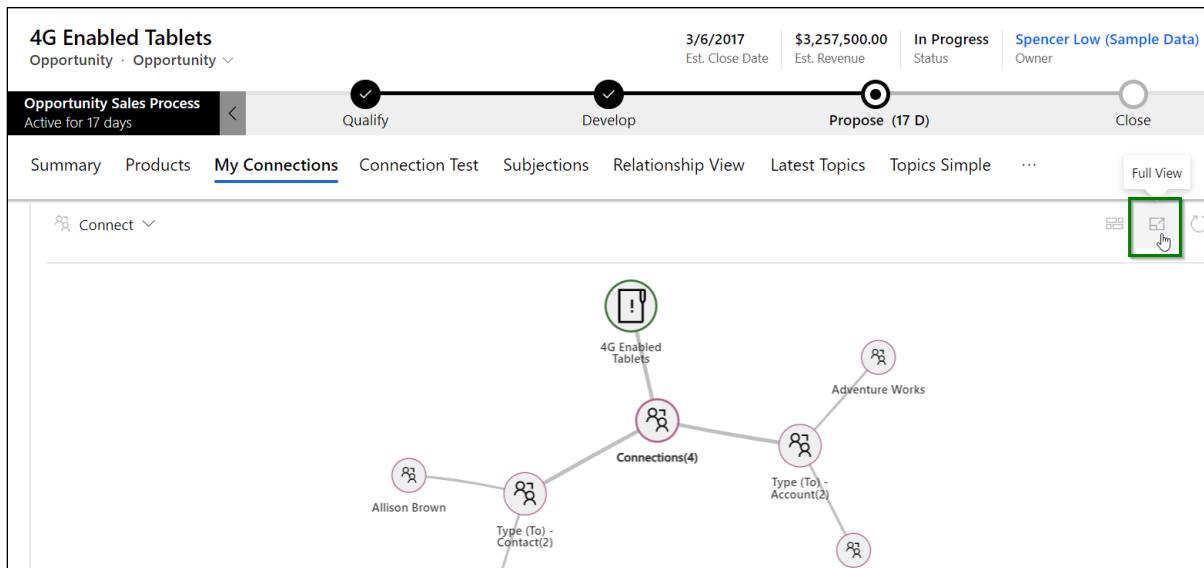 4G Enabled Tablets
Opportunity · Opportunity
3/6/2017
Est. Close Date
$3,257,500.00
Est. Revenue
In Progress
Status
Spencer Low (Sample Data)
Owner
Opportunity Sales Process
Active for 17 days
Qualify
Develop
Propose (17 D)
Close
Summary Products My Connections Connection Test Subjections Relationship View Latest Topics Topics Simple ...
Full View
Connect
4G Enabled
Tablets
Adventure Works
Connections(4)
Type (To) -
Account(2)
Allison Brown
Type (To) -
Contact(2)